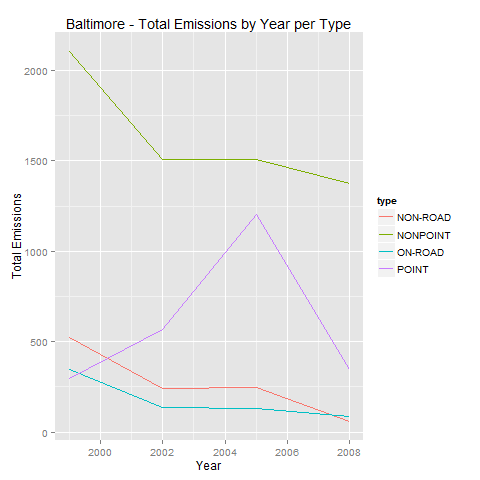 Baltimore - Total Emissions by Year per Type
Total Emissions
2000
1500
1000
500
0
2000
2002
2004
2006
2008
Year
type
NON-ROAD
NONPOINT
ON-ROAD
POINT